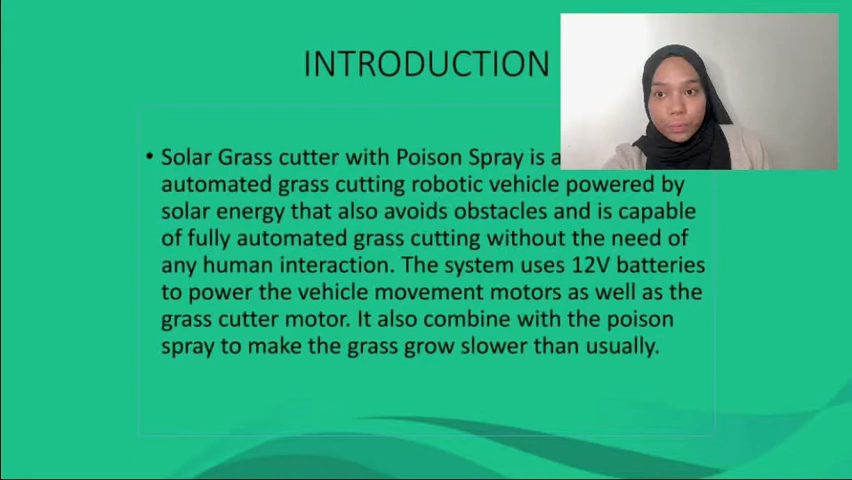 INTRODUCTION
• Solar Grass cutter with Poison Spray is a
automated grass cutting robotic vehicle powered by
solar energy that also avoids obstacles and is capable
of fully automated grass cutting without the need of
any human interaction. The system uses 12V batteries
to power the vehicle movement motors as well as the
grass cutter motor. It also combine with the poison
spray to make the grass grow slower than usually.